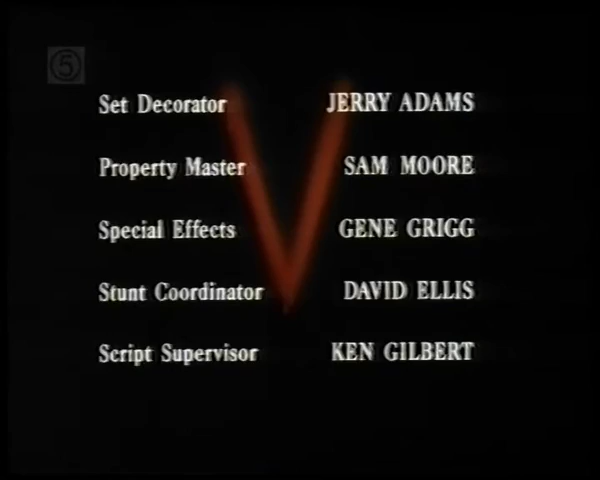 5
Set Decorator JERRY ADAMS
Property Master SAM MOORE
Special Effects GENE GRIGG
Stunt Coordinator DAVID ELLIS
Script Supervisor KEN GILBERT
V